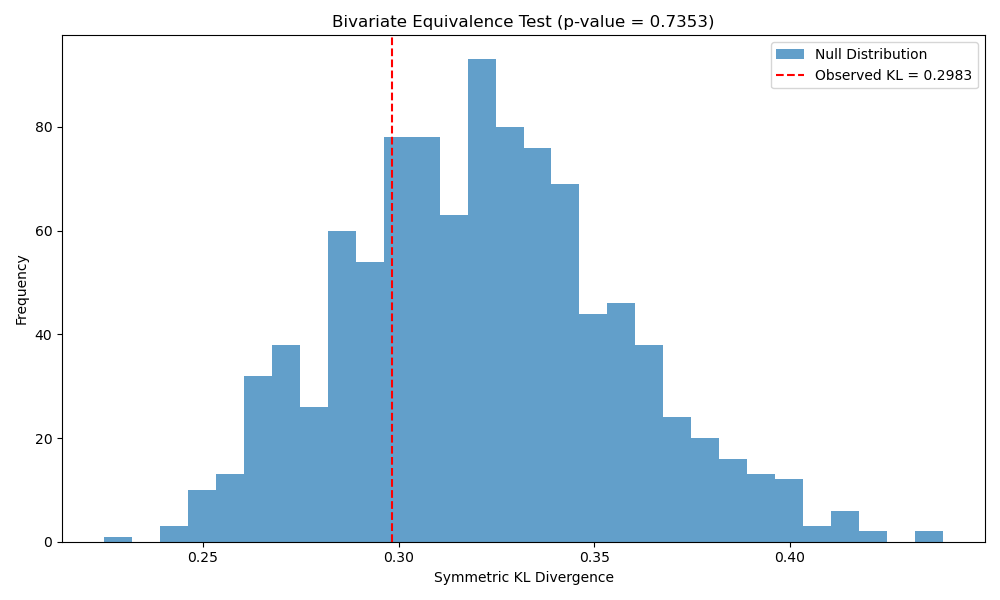 Bivariate Equivalence Test (p-value = 0.7353)
Null Distribution
Observed KL = 0.2983
Frequency
80
60
40
20
0
0.25
0.30
0.35
0.40
Symmetric KL Divergence